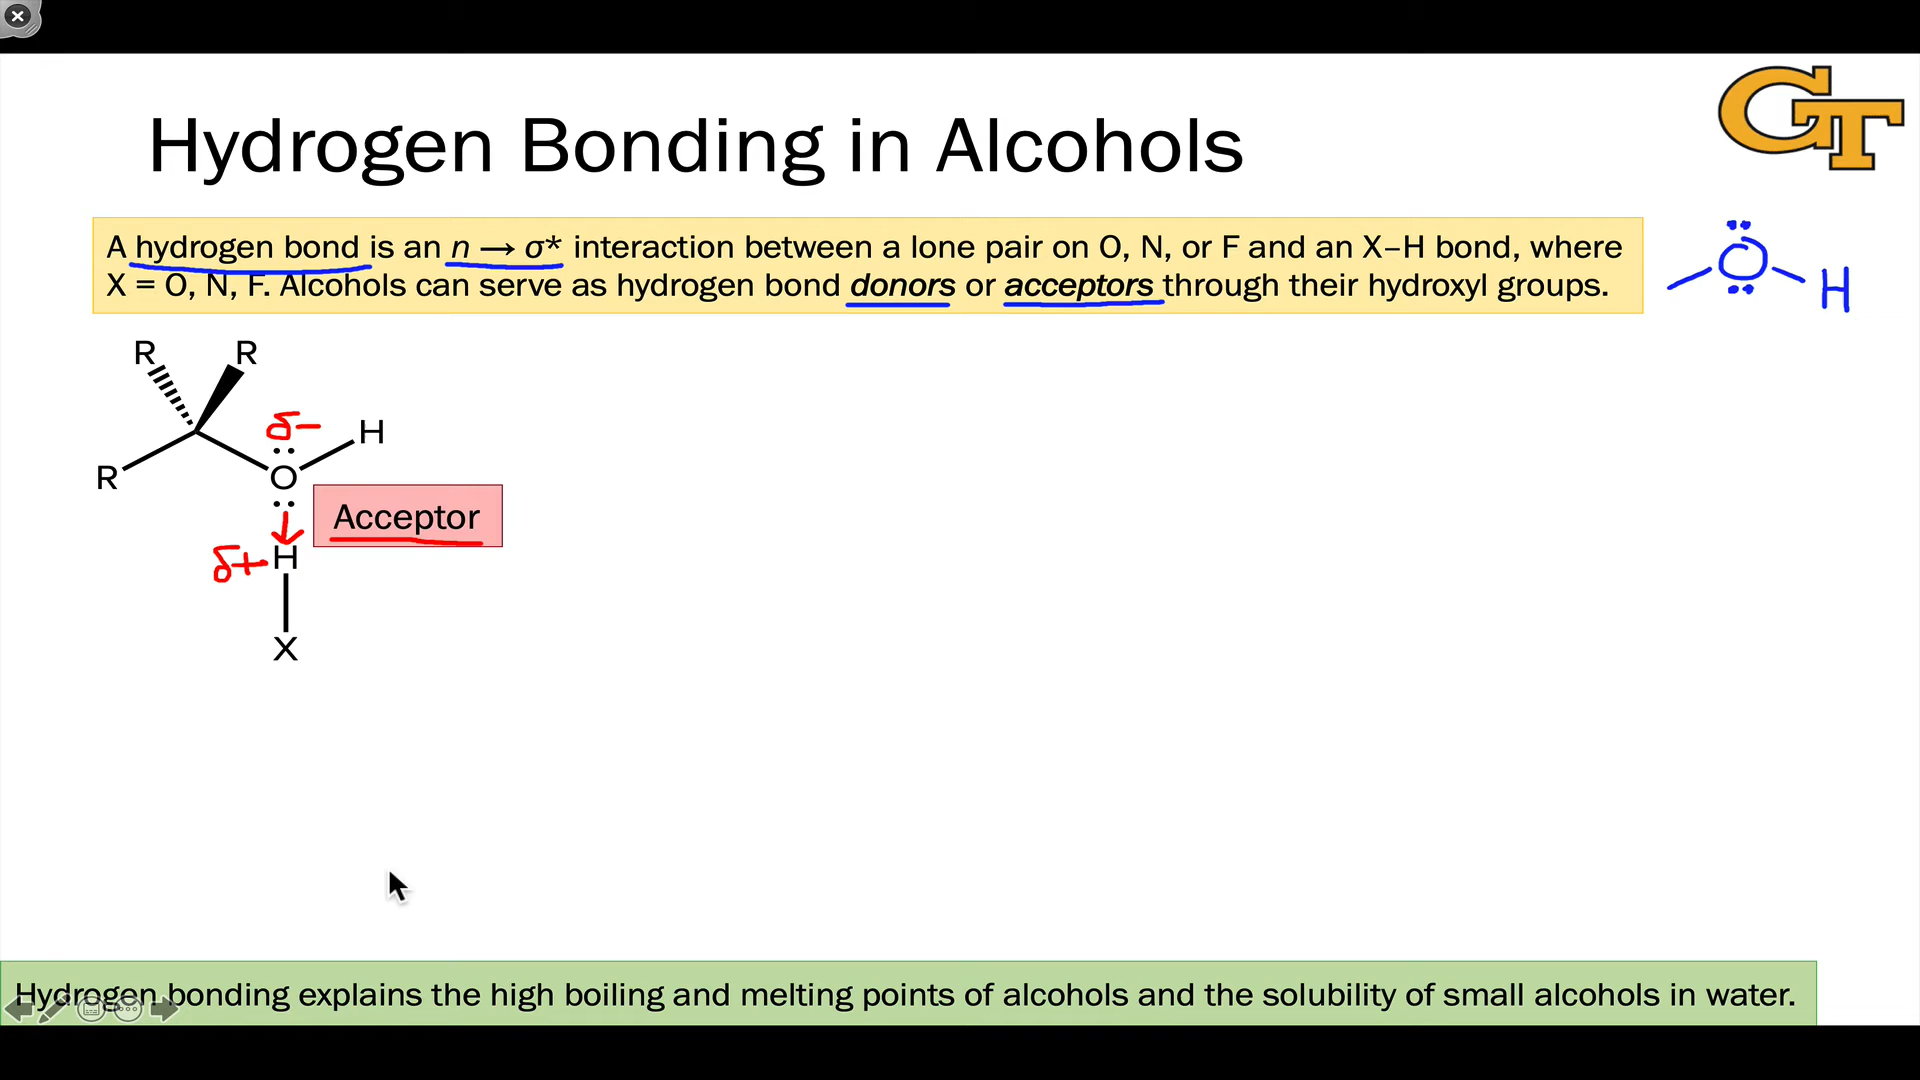 GT
Hydrogen Bonding in Alcohols
A hydrogen bond is an n → σ* interaction between a lone pair on O, N, or F and an X–H bond, where
X = O, N, F. Alcohols can serve as hydrogen bond donors or acceptors through their hydroxyl groups.
O
H
R R
δ−
H
R
O
Acceptor
δ+ H
X
Hydrogen bonding explains the high boiling and melting points of alcohols and the solubility of small alcohols in water.